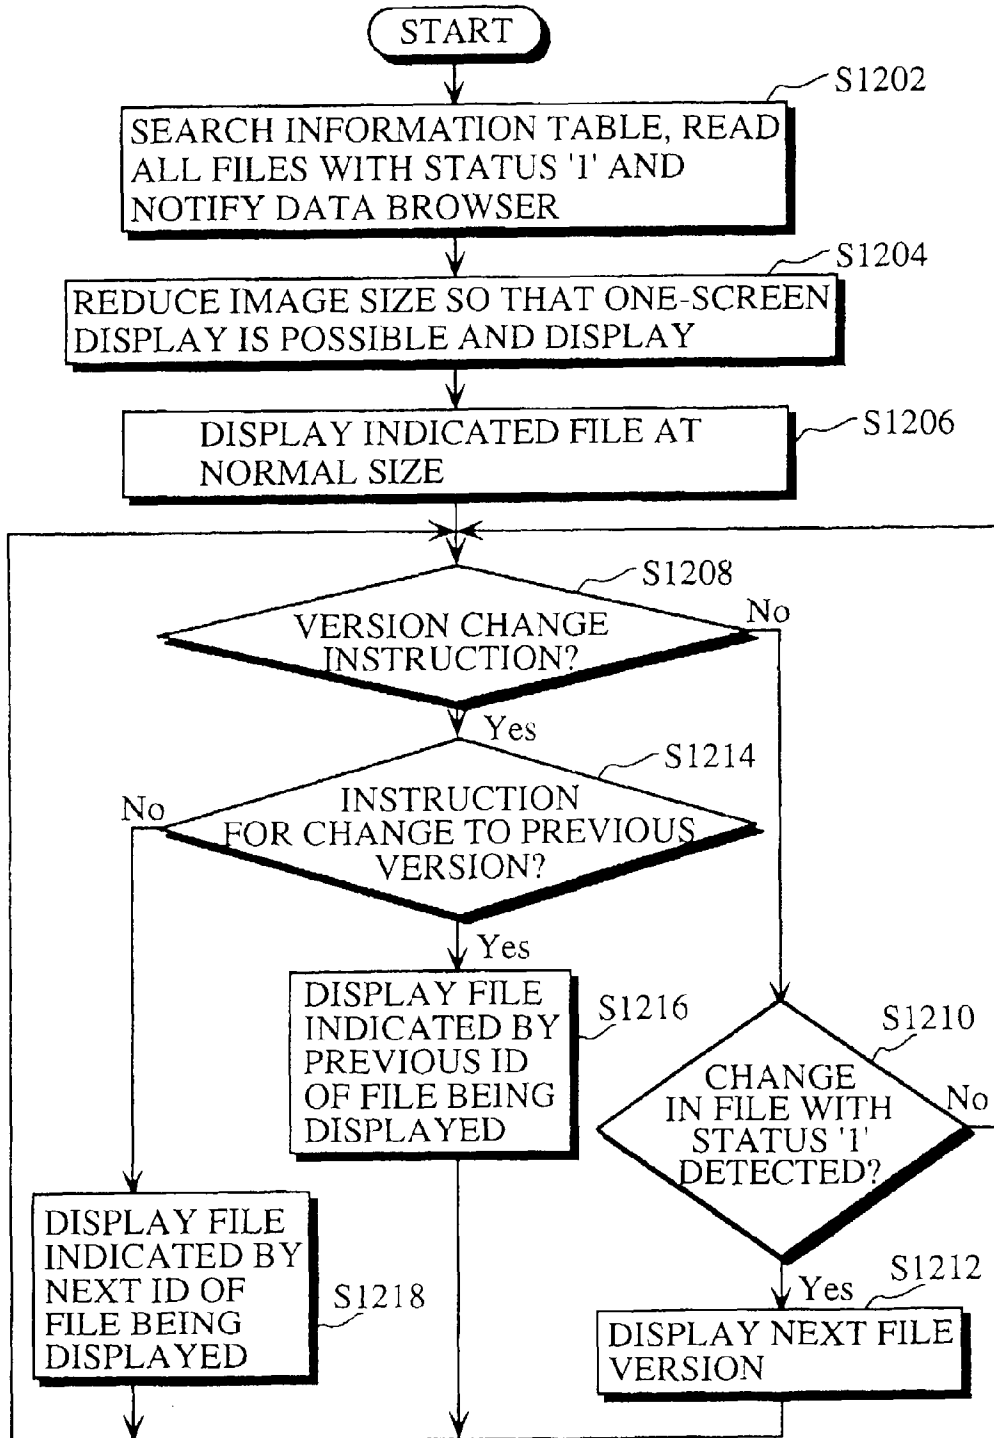 START
S1202
SEARCH INFORMATION TABLE, READ
ALL FILES WITH STATUS '1' AND
NOTIFY DATA BROWSER
S1204
REDUCE IMAGE SIZE SO THAT ONE-SCREEN
DISPLAY IS POSSIBLE AND DISPLAY
S1206
DISPLAY INDICATED FILE AT
NORMAL SIZE
S1208
No
VERSION CHANGE
INSTRUCTION?
Yes
S1214
No
INSTRUCTION
FOR CHANGE TO PREVIOUS
VERSION?
Yes
DISPLAY FILE
INDICATED BY
PREVIOUS ID
OF FILE BEING
DISPLAYED
S1216
S1210
CHANGE
IN FILE WITH
STATUS '1'
DETECTED?
No
Yes
DISPLAY FILE
INDICATED BY
NEXT ID OF
FILE BEING
DISPLAYED
S1218
S1212
DISPLAY NEXT FILE
VERSION